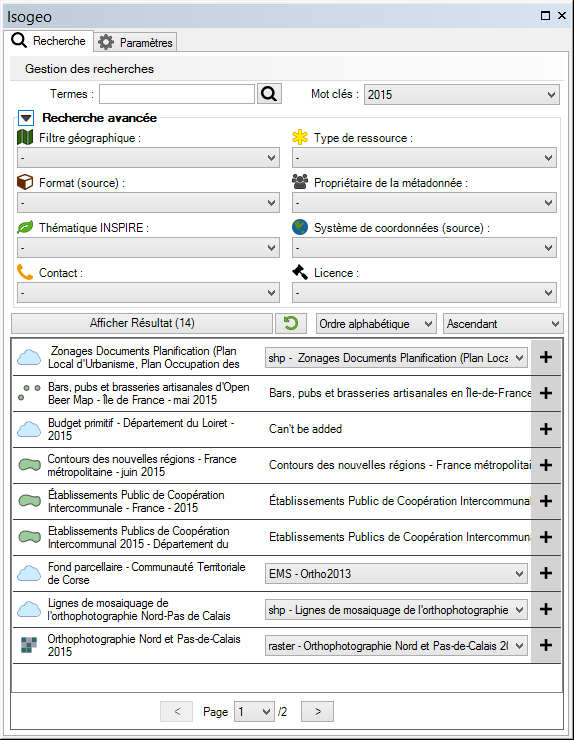 Isogeo
Recherche
Paramètres
Gestion des recherches
Termes :
Mot clés :
2015
Recherche avancée
Filtre géographique :
Type de ressource :
-
-
Format (source) :
Propriétaire de la métadonnée :
-
-
Thématique INSPIRE :
Système de coordonnées (source) :
-
-
Contact :
Licence :
-
-
Afficher Résultat (14)
Ordre alphabétique
Ascendant
Zonages Documents Planification (Plan
Local d'Urbanisme, Plan Occupation des
shp - Zonages Documents Planification (Plan Loca
+
Bars, pubs et brasseries artisanales d'Open
Beer Map - Île de France - mai 2015
Bars, pubs et brasseries artisanales en Île-de-France
+
Budget primitif - Département du Loiret -
2015
Can't be added
+
Contours des nouvelles régions - France
métropolitaine - juin 2015
Contours des nouvelles régions - France métropolitai
+
Établissements Public de Coopération
Intercommunale - France - 2015
Établissements Public de Coopération Intercommunal
+
Etablissements Publics de Coopération
Intercommunal 2015 - Département du
Etablissements Publics de Coopération Intercommun
+
Fond parcellaire - Communauté Territoriale
de Corse
EMS - Ortho2013
+
Lignes de mosaiquage de
l'orthophotographie Nord-Pas de Calais
shp - Lignes de mosaiquage de l'orthophotographie
+
Orthophotographie Nord et Pas-de-Calais
2015
raster - Orthophotographie Nord et Pas-de-Calais 20
+
<
Page
1
/2
>